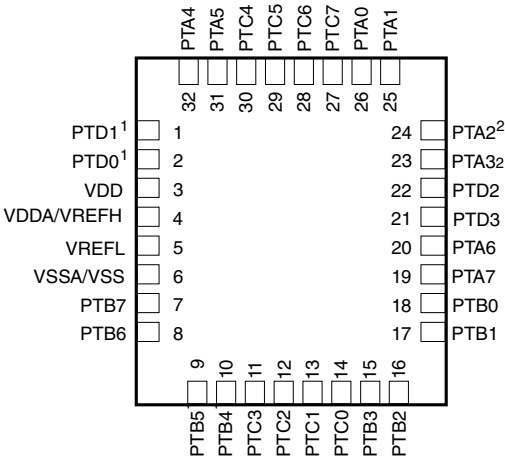 PTA4 PTA5 PTC4 PTC5 PTC6 PTC7 PTA0 PTA1
32 31 30 29 28 27 26 25
PTD1¹ 1 24 PTA2²
PTD0¹ 2 23 PTA32
VDD 3 22 PTD2
VDDA/VREFH 4 21 PTD3
VREFL 5 20 PTA6
VSSA/VSS 6 19 PTA7
PTB7 7 18 PTB0
PTB6 8 17 PTB1
9 10 11 12 13 14 15 16
PTB5 PTB4 PTC3 PTC2 PTC1 PTC0 PTB3 PTB2